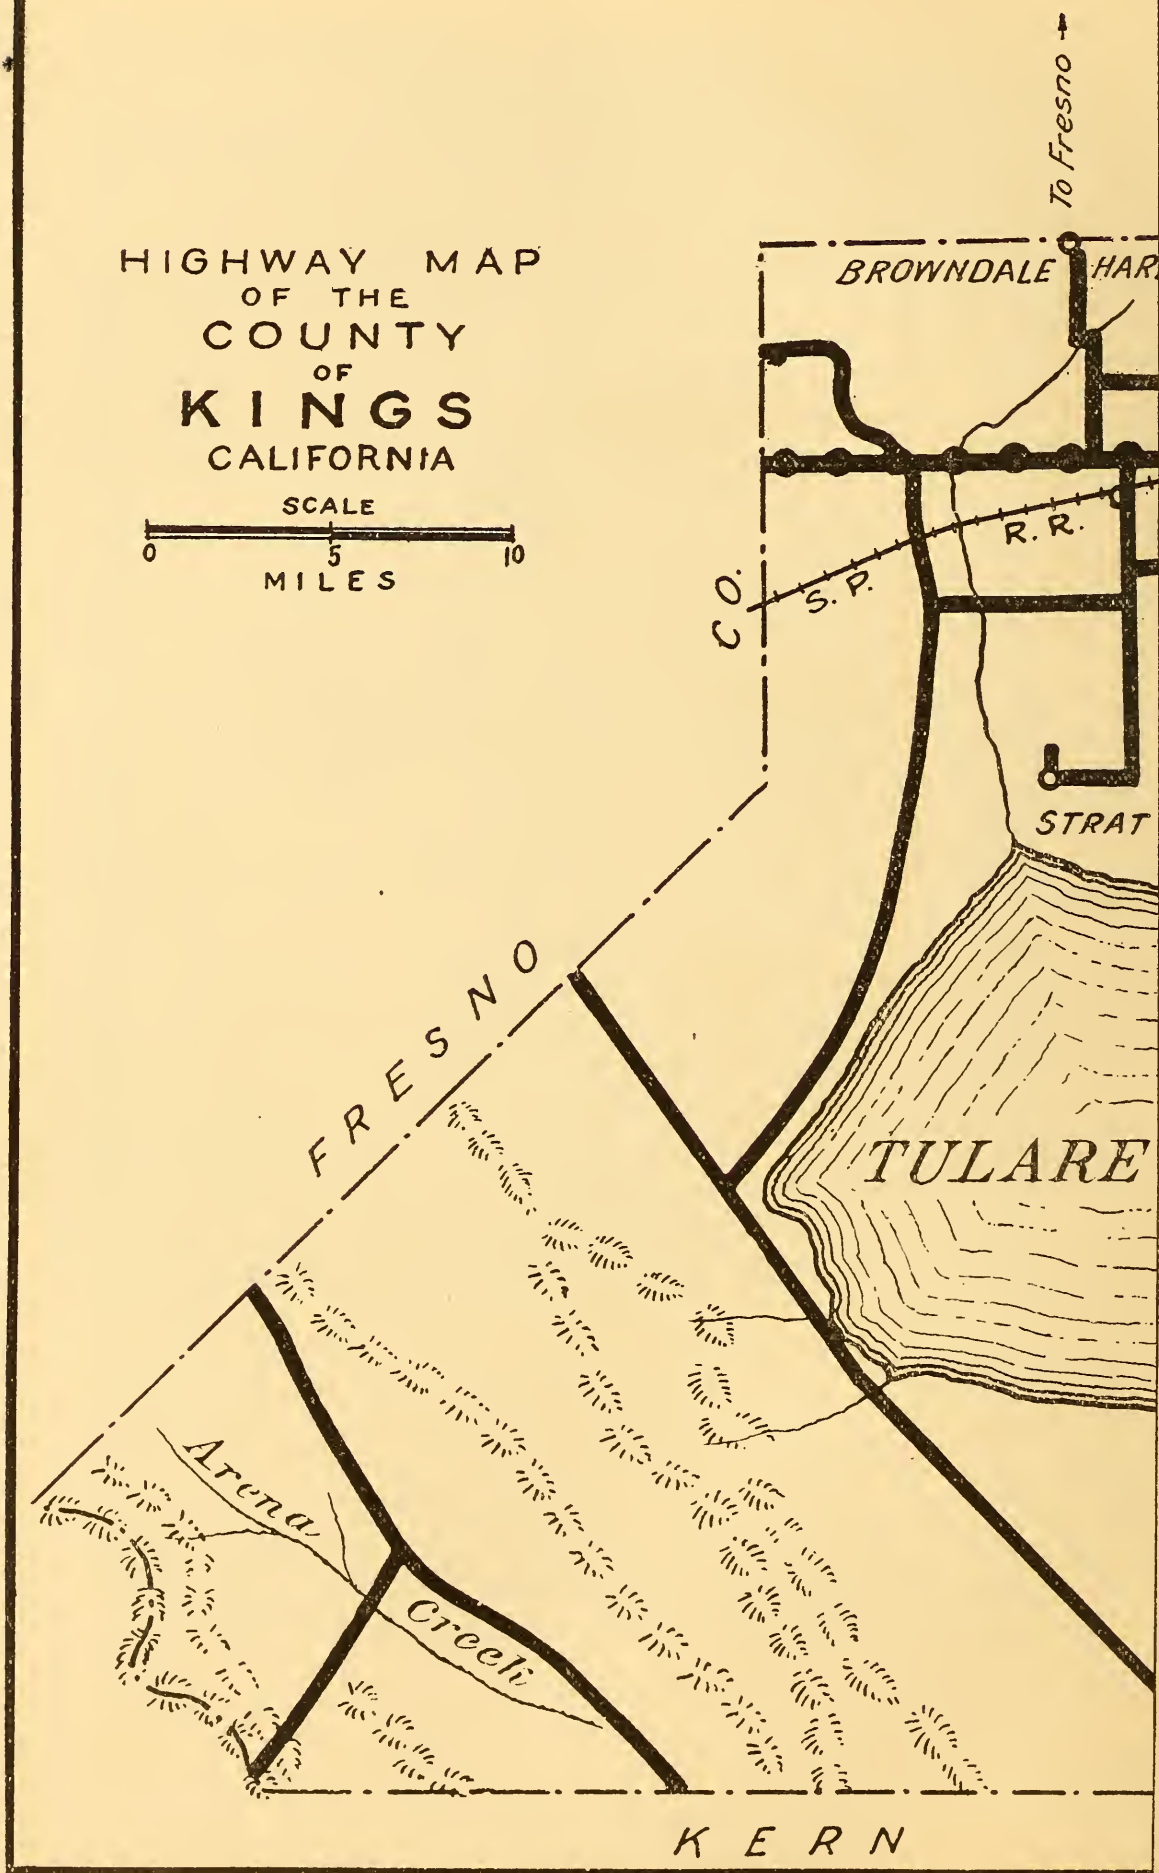 To Fresno
HIGHWAY MAP
OF THE
COUNTY
OF
KINGS
CALIFORNIA
SCALE
0 5 10
MILES
BROWNDALE HAR
S. P. R. R.
FRESNO CO.
STRAT
TULARE
Arena Creek
KERN